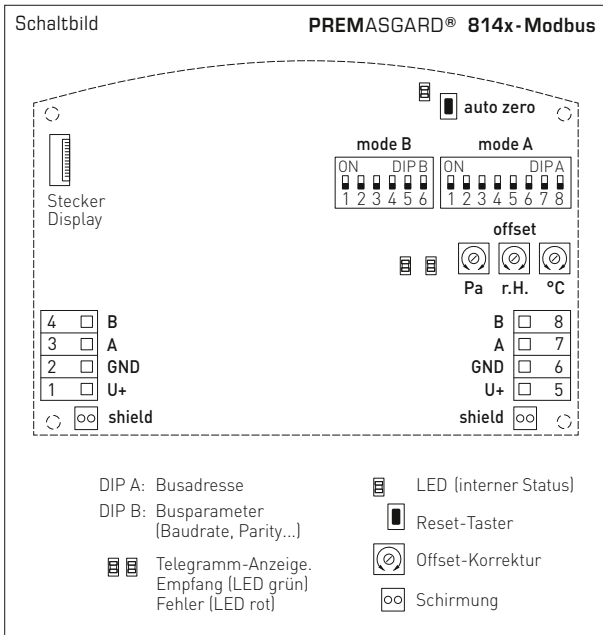 Schaltbild PREMASGARD® 814x-Modbus
auto zero
mode B mode A
ON DIP B ON DIP A
1 2 3 4 5 6 1 2 3 4 5 6 7 8
Stecker
Display
offset
Pa r.H. °C
4 B B 8
3 A A 7
2 GND GND 6
1 U+ U+ 5
shield shield
DIP A: Busadresse
DIP B: Busparameter
(Baudrate, Parity...)
Telegramm-Anzeige.
Empfang (LED grün)
Fehler (LED rot)
LED (interner Status)
Reset-Taster
Offset-Korrektur
Schirmung